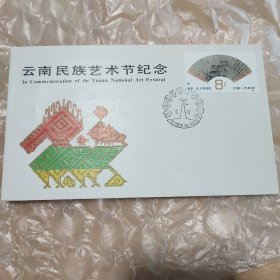 云南民族艺术节纪念
In Commemoration of the Yunnan National Art Festival
8分
中国人民邮政